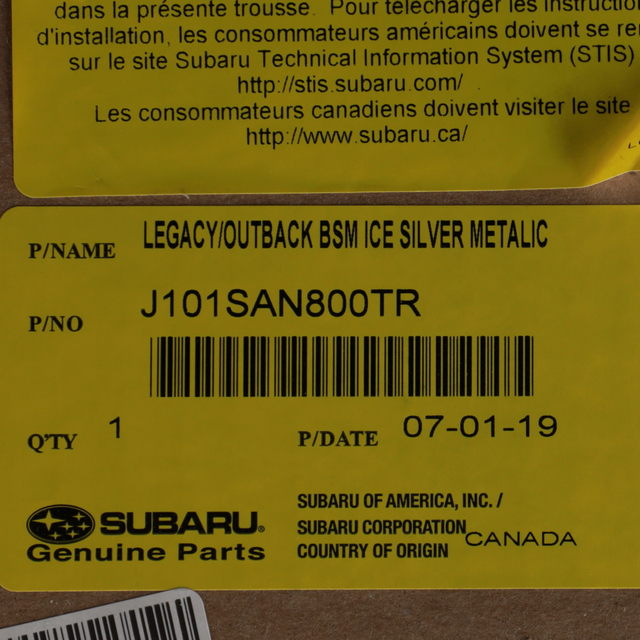 dans la présente trousse. Pour télécharger les
d'installation, les consommateurs américains doivent se
sur le site Subaru Technical Information System (STIS)
http://stis.subaru.com/
Les consommateurs canadiens doivent visiter le site
http://www.subaru.ca/
P/NAME LEGACY/OUTBACK BSM ICE SILVER METALIC
P/NO J101SAN800TR
Q'TY 1 P/DATE 07-01-19
SUBARU®
Genuine Parts
SUBARU OF AMERICA, INC. /
SUBARU CORPORATION
COUNTRY OF ORIGIN CANADA